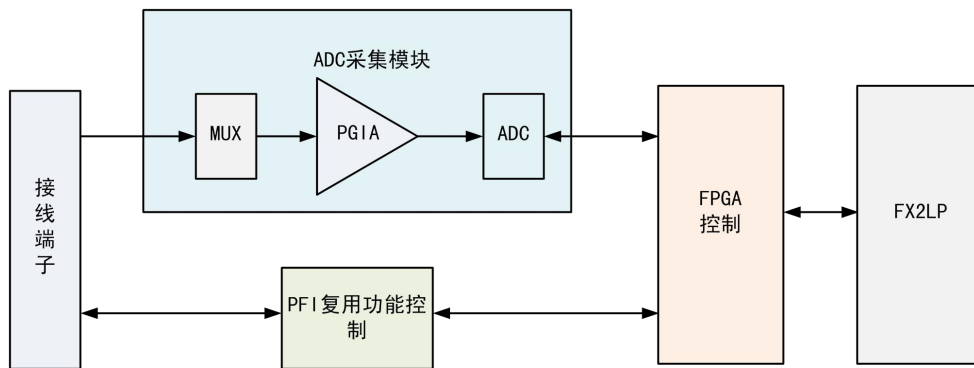 ADC采集模块
MUX
PGIA
ADC
接
线
端
子
FPGA
控制
FX2LP
PFI复用功能控
制